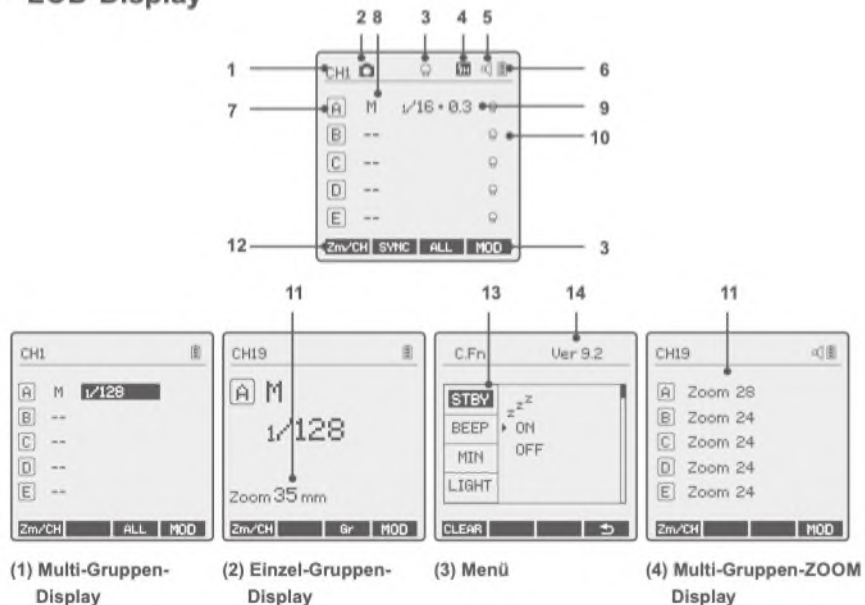 LCD-Display
2 8 3 4 5
1 CH1 6
7 A M 1/16 + 0.3 9
B -- 10
C --
D --
E --
12 Zm/CH SYNC ALL MOD 3
11 13 14 11
CH1
A M 1/128
B --
C --
D --
E --
Zm/CH ALL MOD
(1) Multi-Gruppen-
Display
CH19
A M
1/128
Zoom 35 mm
Zm/CH Gr MOD
(2) Einzel-Gruppen-
Display
C.Fn Ver 9.2
STBY zzZ
BEEP ON
OFF
MIN
LIGHT
CLEAR
(3) Menü
CH19
A Zoom 28
B Zoom 24
C Zoom 24
D Zoom 24
E Zoom 24
Zm/CH MOD
(4) Multi-Gruppen-ZOOM
Display